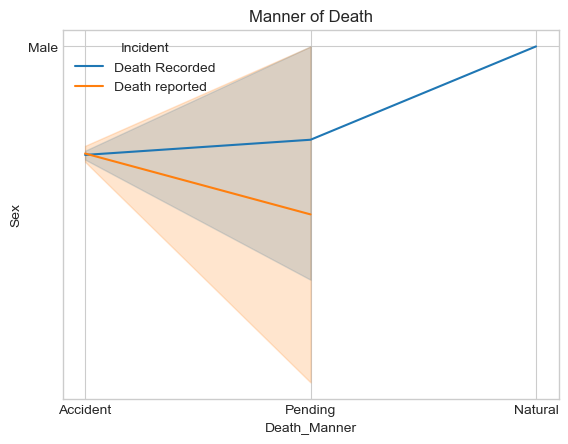 Manner of Death
Male
Incident
Death Recorded
Death reported
Sex
Accident
Pending
Natural
Death_Manner